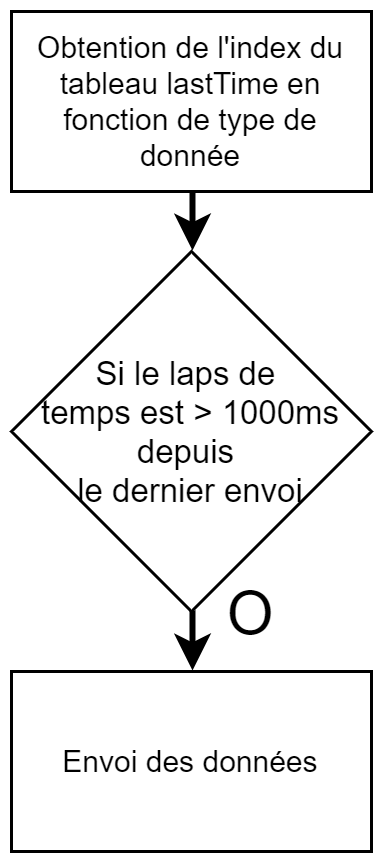 Obtention de l'index du
tableau lastTime en
fonction de type de
donnée
Si le laps de
temps est > 1000ms
depuis
le dernier envoi
O
Envoi des données